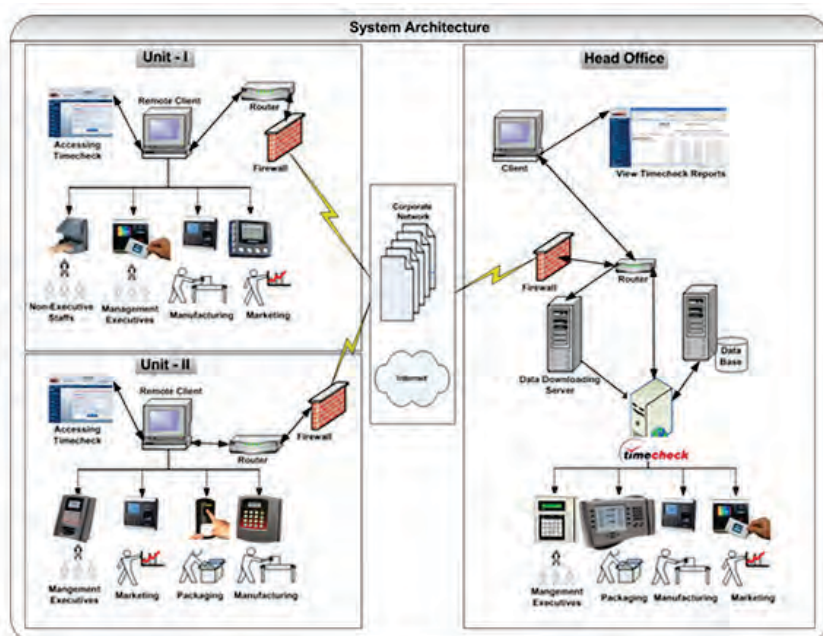 System Architecture
Unit - I
Remote Client
Router
Accessing
Timecheck
Firewall
Non-Executive
Staffs
Management
Executives
Manufacturing
Marketing
Unit - II
Remote Client
Accessing
Timecheck
Router
Firewall
Mangement
Executives
Marketing
Packaging
Manufacturing
Corporate
Network
Internet
Head Office
Client
View Timecheck Reports
Firewall
Router
Data Downloading
Server
Data
Base
timecheck
Mangement
Executives
Packaging
Manufacturing
Marketing